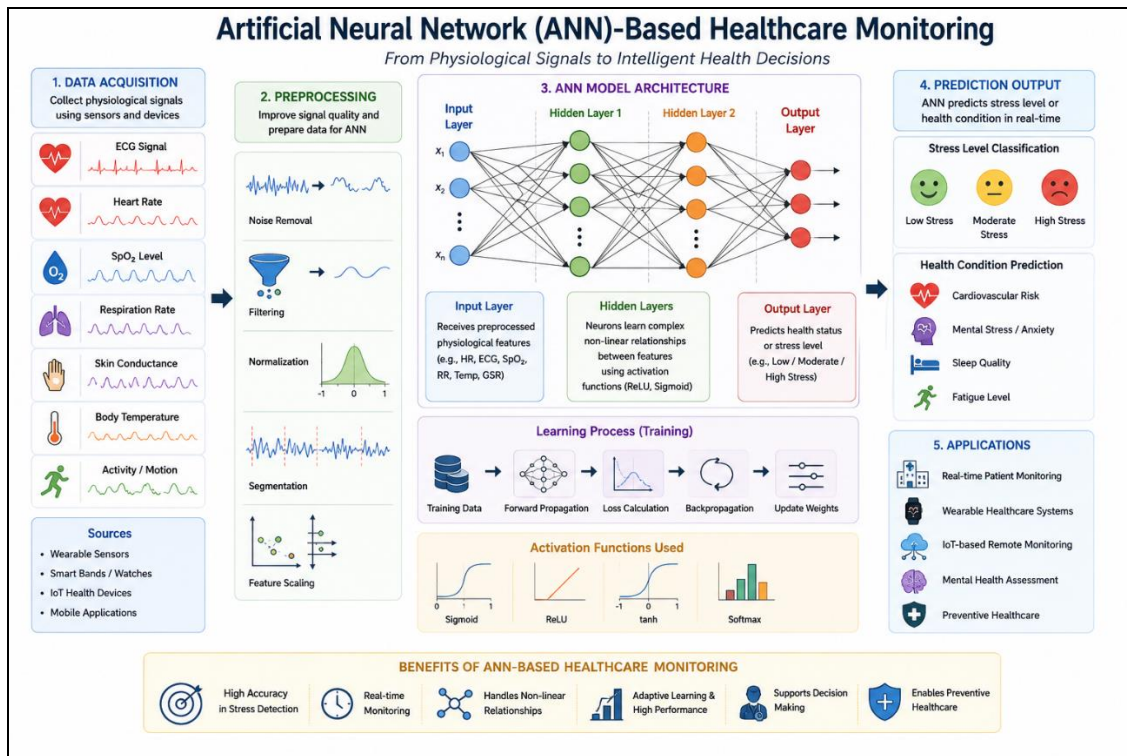 Artificial Neural Network (ANN)-Based Healthcare Monitoring
From Physiological Signals to Intelligent Health Decisions
1. DATA ACQUISITION
Collect physiological signals
using sensors and devices
ECG Signal
Heart Rate
O₂
SpO₂ Level
Respiration Rate
Skin Conductance
Body Temperature
Activity / Motion
Sources
• Wearable Sensors
• Smart Bands / Watches
• IoT Health Devices
• Mobile Applications
2. PREPROCESSING
Improve signal quality and
prepare data for ANN
Noise Removal
Filtering
Normalization
-1 0 1
Segmentation
Feature Scaling
3. ANN MODEL ARCHITECTURE
Input
Layer
Hidden Layer 1
Hidden Layer 2
Output
Layer
x₁
x₂
xₙ
Input Layer
Receives preprocessed
physiological features
(e.g., HR, ECG, SpO₂,
RR, Temp, GSR)
Hidden Layers
Neurons learn complex
non-linear relationships
between features
using activation
functions (ReLU, Sigmoid)
Output Layer
Predicts health status
or stress level
(e.g., Low / Moderate /
High Stress)
Learning Process (Training)
Training Data
Forward Propagation
Loss Calculation
Backpropagation
Update Weights
Activation Functions Used
0 1 0
Sigmoid
ReLU
-1 0 1
tanh
Softmax
4. PREDICTION OUTPUT
ANN predicts stress level or
health condition in real-time
Stress Level Classification
Low Stress
Moderate
Stress
High Stress
Health Condition Prediction
Cardiovascular Risk
Mental Stress / Anxiety
Sleep Quality
Fatigue Level
5. APPLICATIONS
Real-time Patient Monitoring
Wearable Healthcare Systems
IoT-based Remote Monitoring
Mental Health Assessment
Preventive Healthcare
BENEFITS OF ANN-BASED HEALTHCARE MONITORING
High Accuracy
in Stress Detection
Real-time
Monitoring
Handles Non-linear
Relationships
Adaptive Learning &
High Performance
Supports Decision
Making
Enables Preventive
Healthcare